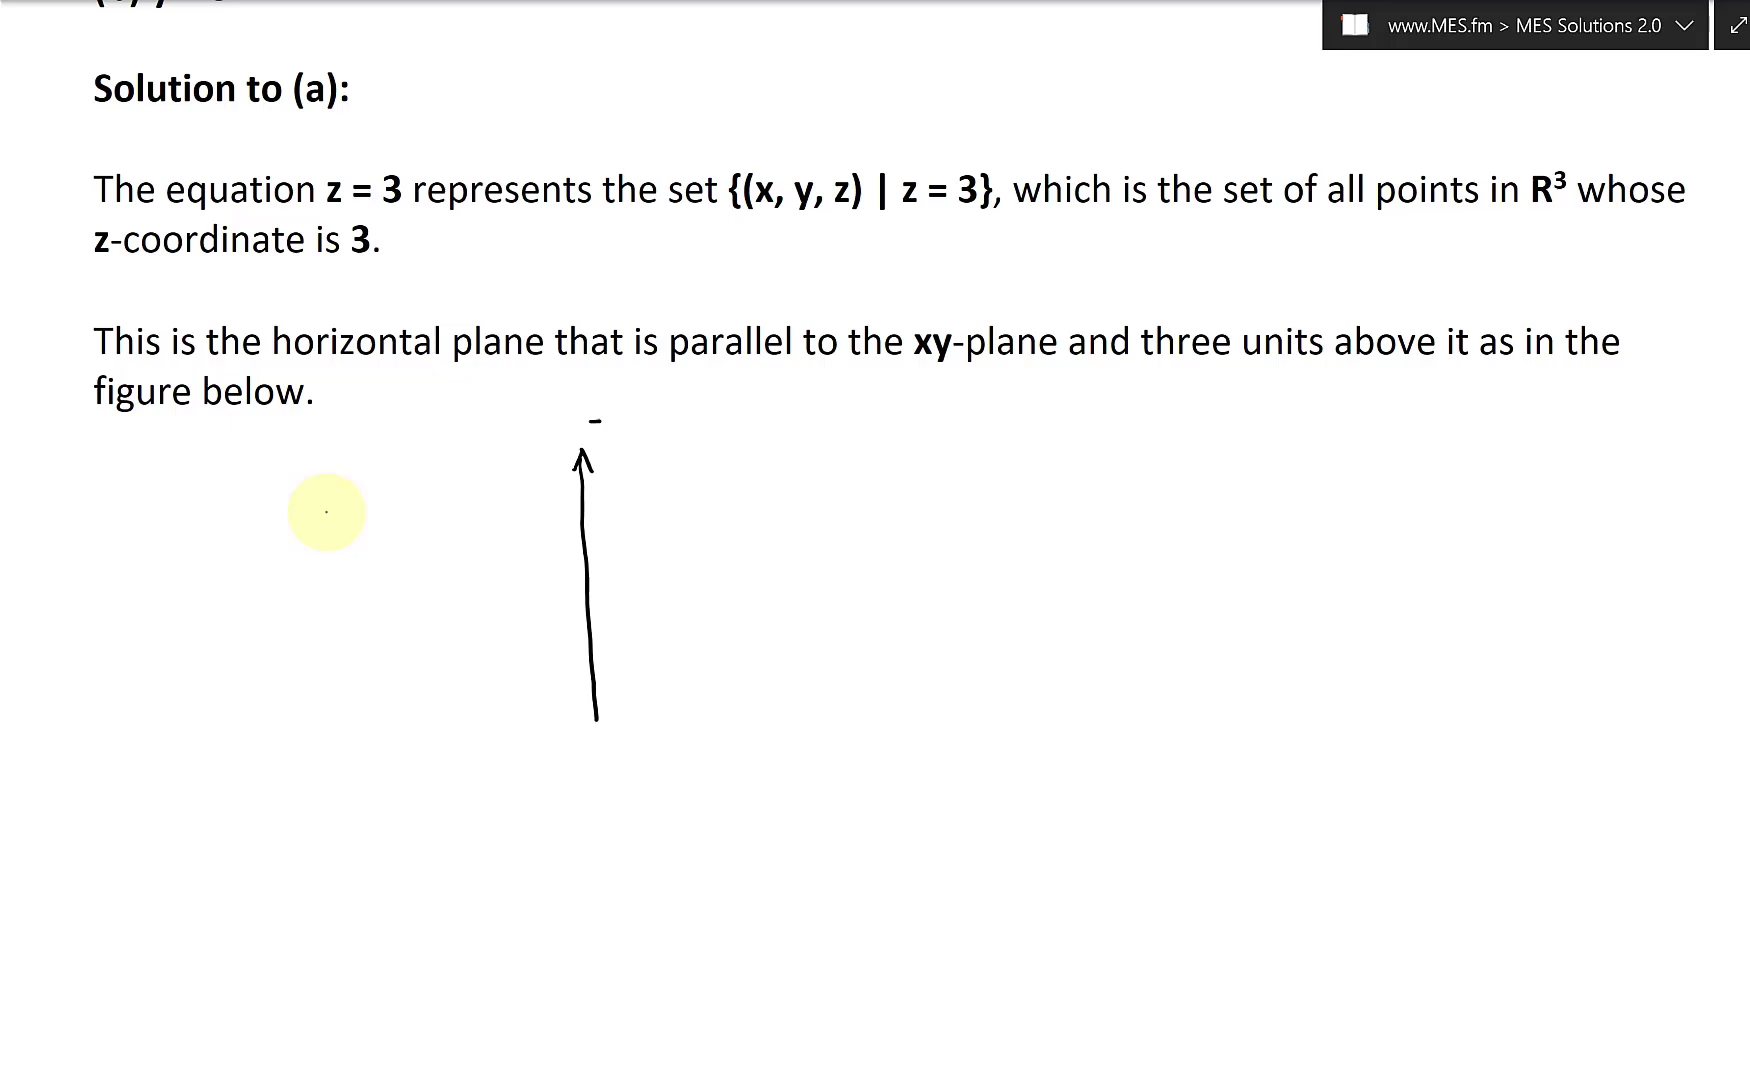 www.MES.fm > MES Solutions 2.0
Solution to (a):
The equation z = 3 represents the set {(x, y, z) | z = 3}, which is the set of all points in R³ whose
z-coordinate is 3.
This is the horizontal plane that is parallel to the xy-plane and three units above it as in the
figure below.